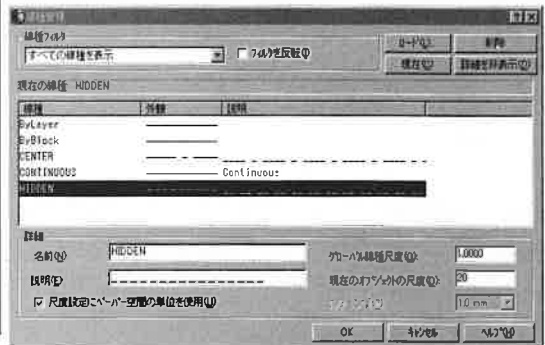 線種管理
線種フィルタ
すべての線種を表示
フィルタを反転(I)
ロード(L)...
削除
現在(C)
詳細を非表示(D)
現在の線種 HIDDEN
線種 外観 説明
ByLayer
ByBlock
CENTER
CONTINUOUS Continuous
HIDDEN
詳細
名前(N) HIDDEN
説明(E)
尺度設定にペーパー空間の単位を使用(U)
グローバル線種尺度(G): 1.0000
現在のオブジェクトの尺度(O): 20
1.0 mm
OK キャンセル ヘルプ(H)